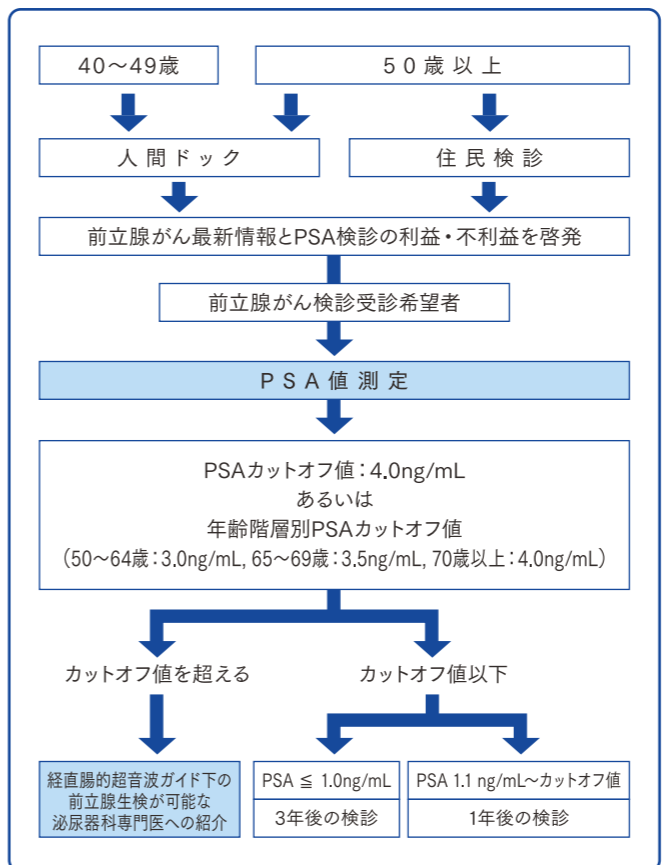 40〜49歳
50歳以上
人間ドック
住民検診
前立腺がん最新情報とPSA検診の利益・不利益を啓発
前立腺がん検診受診希望者
PSA値測定
PSAカットオフ値：4.0ng/mL
あるいは
年齢階層別PSAカットオフ値
（50〜64歳：3.0ng/mL, 65〜69歳：3.5ng/mL, 70歳以上：4.0ng/mL）
カットオフ値を超える
カットオフ値以下
経直腸的超音波ガイド下の
前立腺生検が可能な
泌尿器科専門医への紹介
PSA ≦ 1.0ng/mL
3年後の検診
PSA 1.1 ng/mL〜カットオフ値
1年後の検診